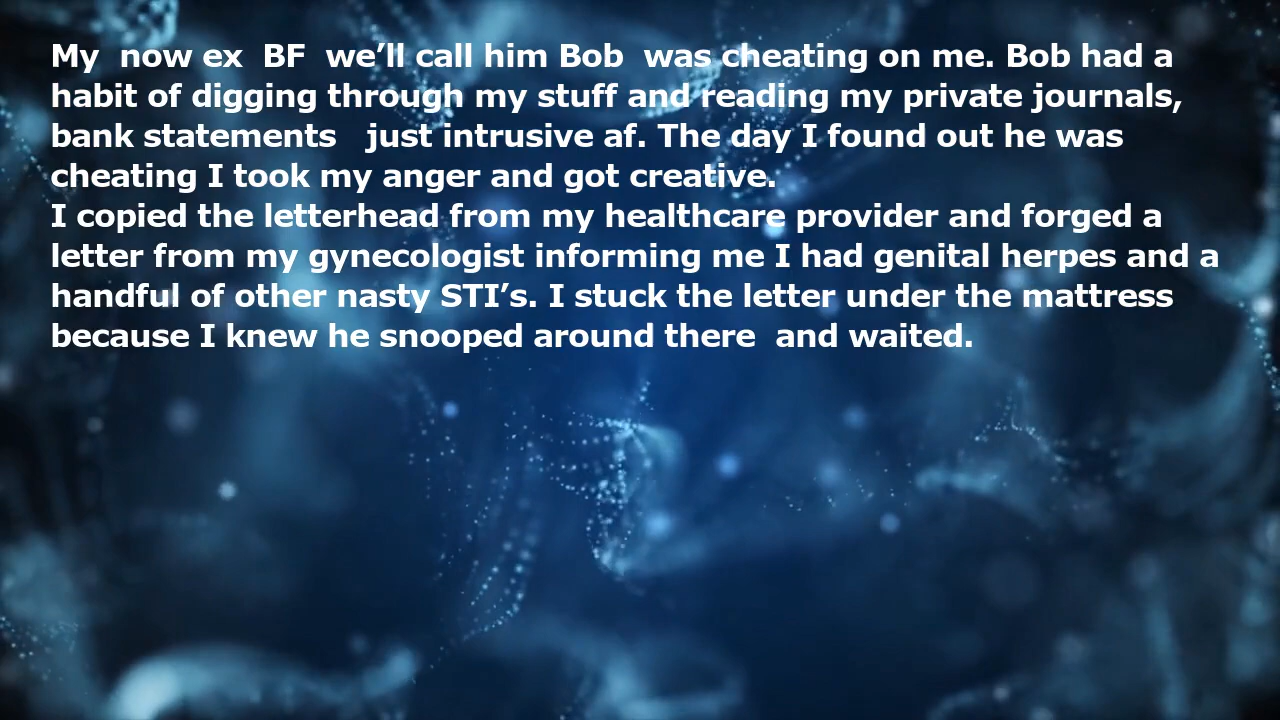 My  now ex  BF  we’ll call him Bob  was cheating on me. Bob had a
habit of digging through my stuff and reading my private journals,
bank statements   just intrusive af. The day I found out he was
cheating I took my anger and got creative.
I copied the letterhead from my healthcare provider and forged a
letter from my gynecologist informing me I had genital herpes and a
handful of other nasty STI’s. I stuck the letter under the mattress
because I knew he snooped around there  and waited.